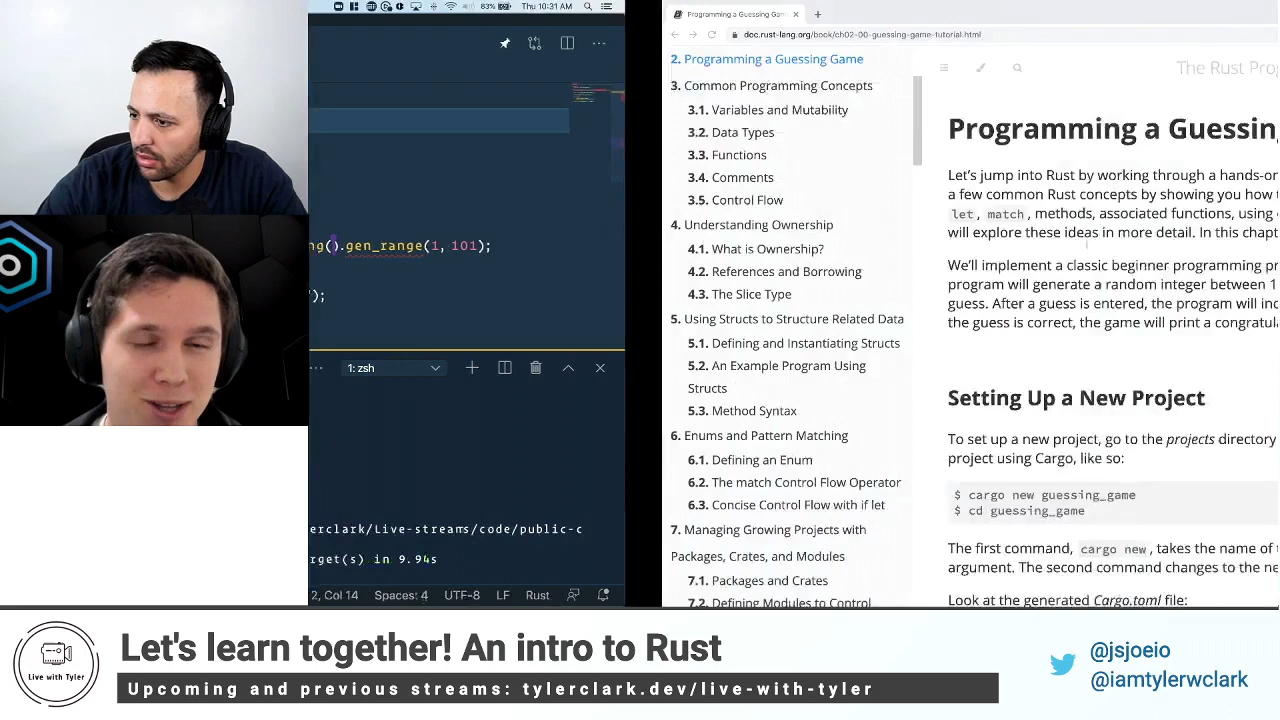 83%
Thu 10:31 AM
ng().gen_range(1, 101);
");
1: zsh
erclark/Live-streams/code/public-c
rget(s) in 9.94s
2, Col 14
Spaces: 4
UTF-8
LF
Rust
Programming a Guessing Gam
doc.rust-lang.org/book/ch02-00-guessing-game-tutorial.html
2. Programming a Guessing Game
3. Common Programming Concepts
3.1. Variables and Mutability
3.2. Data Types
3.3. Functions
3.4. Comments
3.5. Control Flow
4. Understanding Ownership
4.1. What is Ownership?
4.2. References and Borrowing
4.3. The Slice Type
5. Using Structs to Structure Related Data
5.1. Defining and Instantiating Structs
5.2. An Example Program Using
Structs
5.3. Method Syntax
6. Enums and Pattern Matching
6.1. Defining an Enum
6.2. The match Control Flow Operator
6.3. Concise Control Flow with if let
7. Managing Growing Projects with
Packages, Crates, and Modules
7.1. Packages and Crates
7.2. Defining Modules to Control
The Rust Prog
Programming a Guessin
Let's jump into Rust by working through a hands-on
a few common Rust concepts by showing you how t
let, match, methods, associated functions, using
will explore these ideas in more detail. In this chapt
We'll implement a classic beginner programming pr
program will generate a random integer between 1
guess. After a guess is entered, the program will inc
the guess is correct, the game will print a congratula
Setting Up a New Project
To set up a new project, go to the projects directory
project using Cargo, like so:
$ cargo new guessing_game
$ cd guessing_game
The first command, cargo new, takes the name of t
argument. The second command changes to the ne
Look at the generated Cargo.toml file:
Live with Tyler
Let's learn together! An intro to Rust
Upcoming and previous streams: tylerclark.dev/live-with-tyler
@jsjoeio
@iamtylerwclark